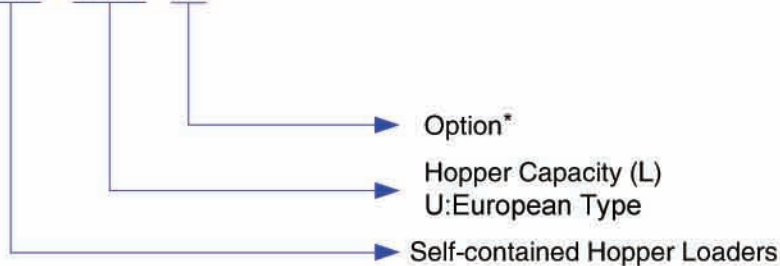 Option*
Hopper Capacity (L)
U:European Type
Self-contained Hopper Loaders